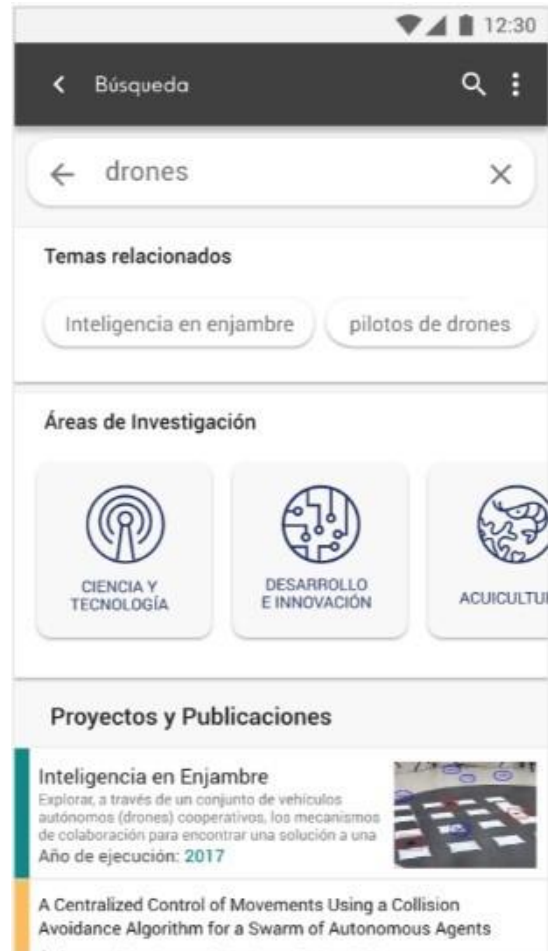 12:30
Búsqueda
drones
Temas relacionados
Inteligencia en enjambre
pilotos de drones
Áreas de Investigación
CIENCIA Y
TECNOLOGÍA
DESARROLLO
E INNOVACIÓN
ACUICULTU
Proyectos y Publicaciones
Inteligencia en Enjambre
Explorar, a través de un conjunto de vehículos
autónomos (drones) cooperativos, los mecanismos
de colaboración para encontrar una solución a una
Año de ejecución: 2017
A Centralized Control of Movements Using a Collision
Avoidance Algorithm for a Swarm of Autonomous Agents